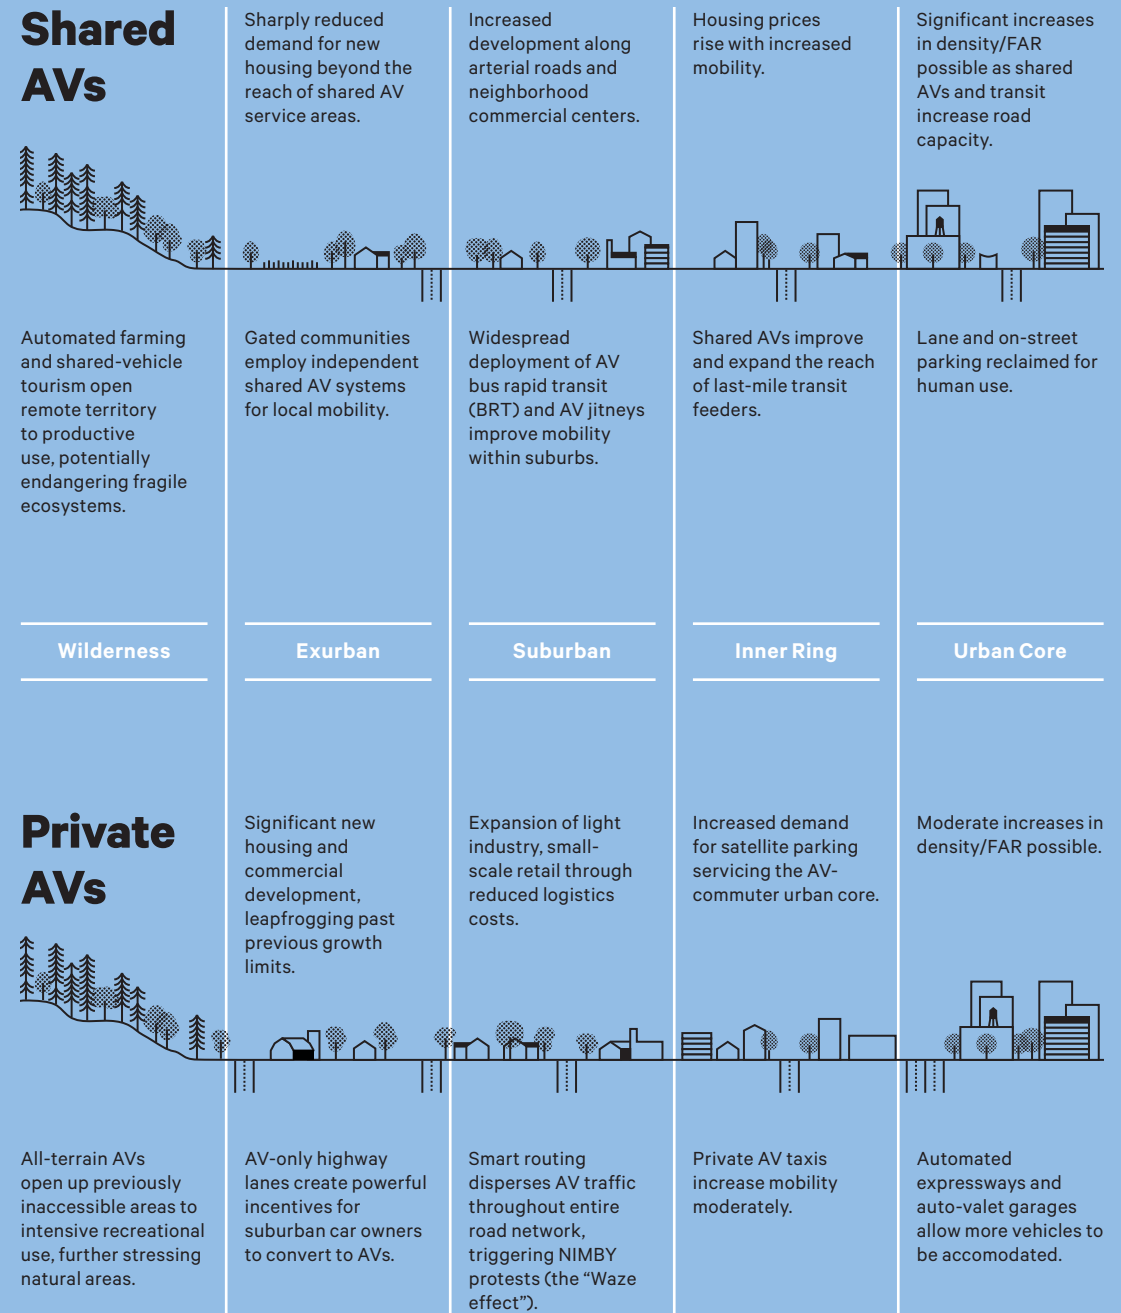 Shared
AVs
Sharply reduced
demand for new
housing beyond the
reach of shared AV
service areas.
Increased
development along
arterial roads and
neighborhood
commercial centers.
Housing prices
rise with increased
mobility.
Significant increases
in density/FAR
possible as shared
AVs and transit
increase road
capacity.
Automated farming
and shared-vehicle
tourism open
remote territory
to productive
use, potentially
endangering fragile
ecosystems.
Gated communities
employ independent
shared AV systems
for local mobility.
Widespread
deployment of AV
bus rapid transit
(BRT) and AV jitneys
improve mobility
within suburbs.
Shared AVs improve
and expand the reach
of last-mile transit
feeders.
Lane and on-street
parking reclaimed for
human use.
Wilderness
Exurban
Suburban
Inner Ring
Urban Core
Private
AVs
Significant new
housing and
commercial
development,
leapfrogging past
previous growth
limits.
Expansion of light
industry, small-
scale retail through
reduced logistics
costs.
Increased demand
for satellite parking
servicing the AV-
commuter urban core.
Moderate increases in
density/FAR possible.
All-terrain AVs
open up previously
inaccessible areas to
intensive recreational
use, further stressing
natural areas.
AV-only highway
lanes create powerful
incentives for
suburban car owners
to convert to AVs.
Smart routing
disperses AV traffic
throughout entire
road network,
triggering NIMBY
protests (the “Waze
effect”).
Private AV taxis
increase mobility
moderately.
Automated
expressways and
auto-valet garages
allow more vehicles to
be accomodated.